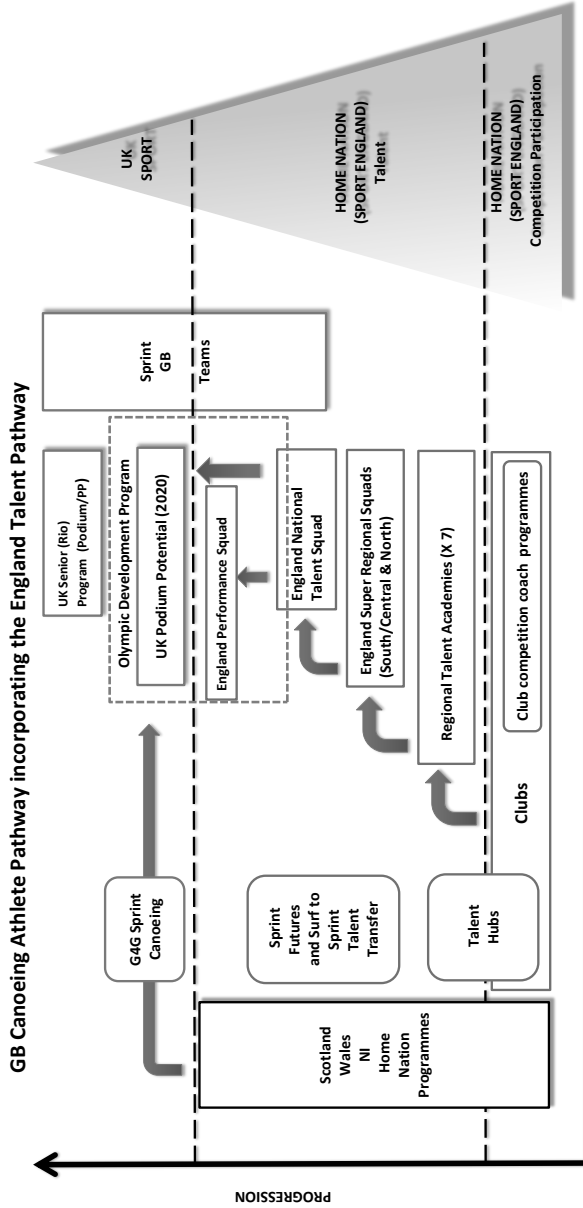 GB Canoeing Athlete Pathway incorporating the England Talent Pathway
PROGRESSION
Scotland
Wales
NI
Home
Nation
Programmes
G4G Sprint
Canoeing
Sprint
Futures
and Surf to
Sprint
Talent
Transfer
Talent
Hubs
UK Senior (Rio)
Program (Podium/PP)
Olympic Development Program
UK Podium Potential (2020)
England Performance Squad
England National
Talent Squad
England Super Regional Squads
(South/Central & North)
Regional Talent Academies (X 7)
Clubs
Club competition coach programmes
Sprint
GB
Teams
UK
SPORT
HOME NATION
(SPORT ENGLAND)
Talent
HOME NATION
(SPORT ENGLAND)
Competition Participation